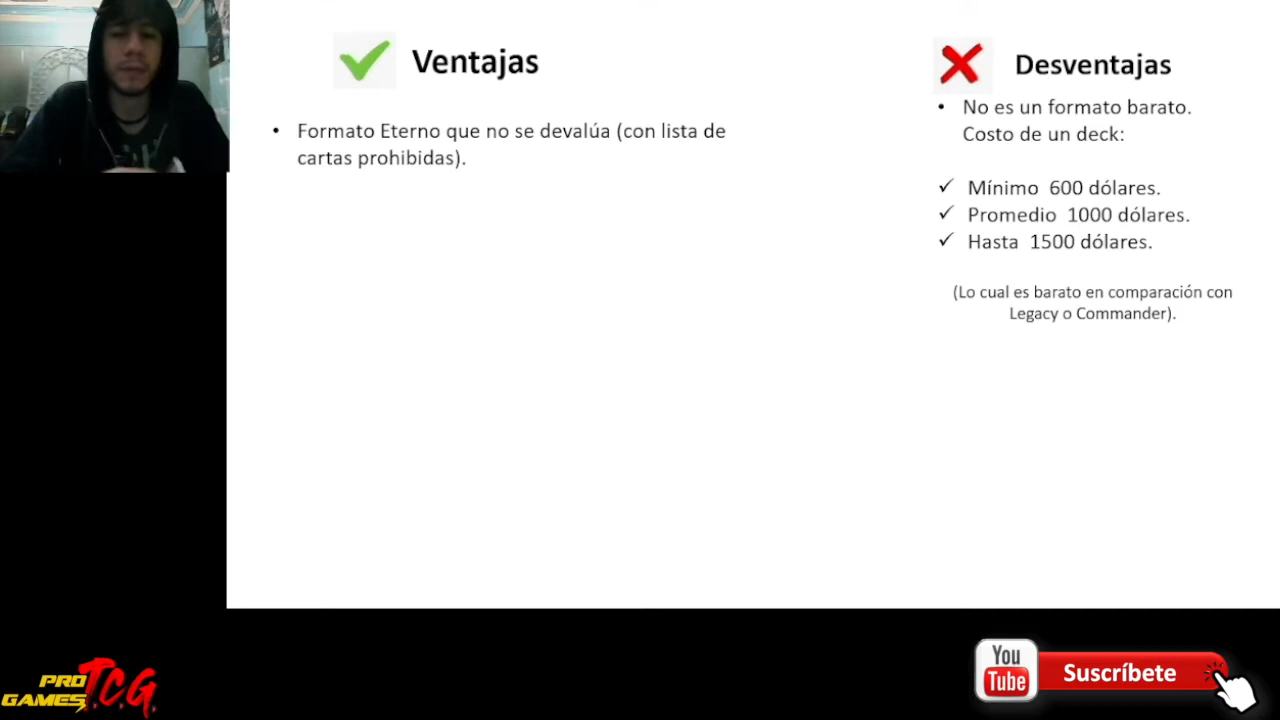 Ventajas
• Formato Eterno que no se devalúa (con lista de
cartas prohibidas).
Desventajas
• No es un formato barato.
Costo de un deck:
✓ Mínimo 600 dólares.
✓ Promedio 1000 dólares.
✓ Hasta 1500 dólares.
(Lo cual es barato en comparación con
Legacy o Commander).
PRO
GAMES T.C.G.
You
Tube
Suscríbete